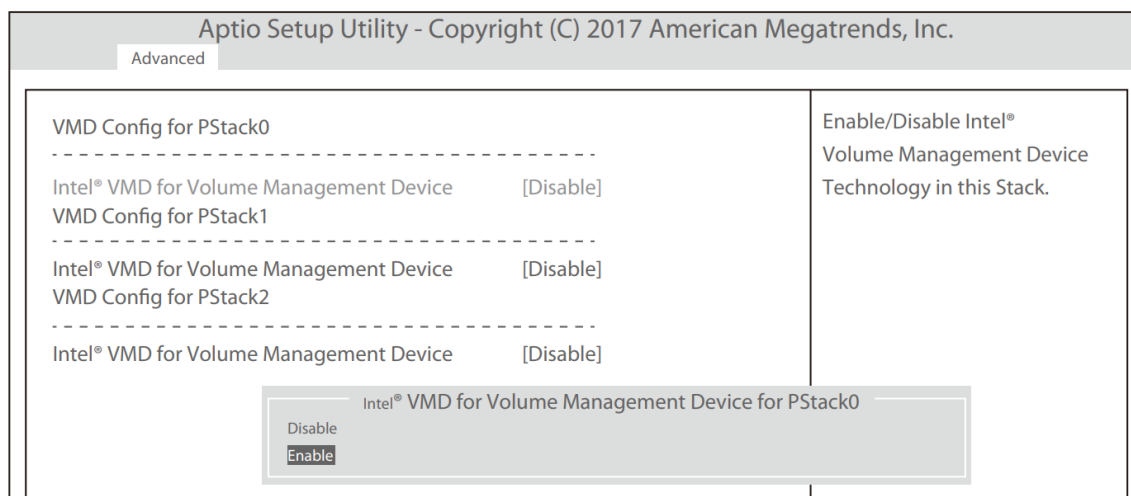 Aptio Setup Utility - Copyright (C) 2017 American Megatrends, Inc.
Advanced
VMD Config for PStack0
- - - - - - - - - - - - - - - - - - - - - - - - - - - - - - - - - - - - - - -
Intel® VMD for Volume Management Device [Disable]
VMD Config for PStack1
- - - - - - - - - - - - - - - - - - - - - - - - - - - - - - - - - - - - - - -
Intel® VMD for Volume Management Device [Disable]
VMD Config for PStack2
- - - - - - - - - - - - - - - - - - - - - - - - - - - - - - - - - - - - - - -
Intel® VMD for Volume Management Device [Disable]
Enable/Disable Intel®
Volume Management Device
Technology in this Stack.
Intel® VMD for Volume Management Device for PStack0
Disable
Enable